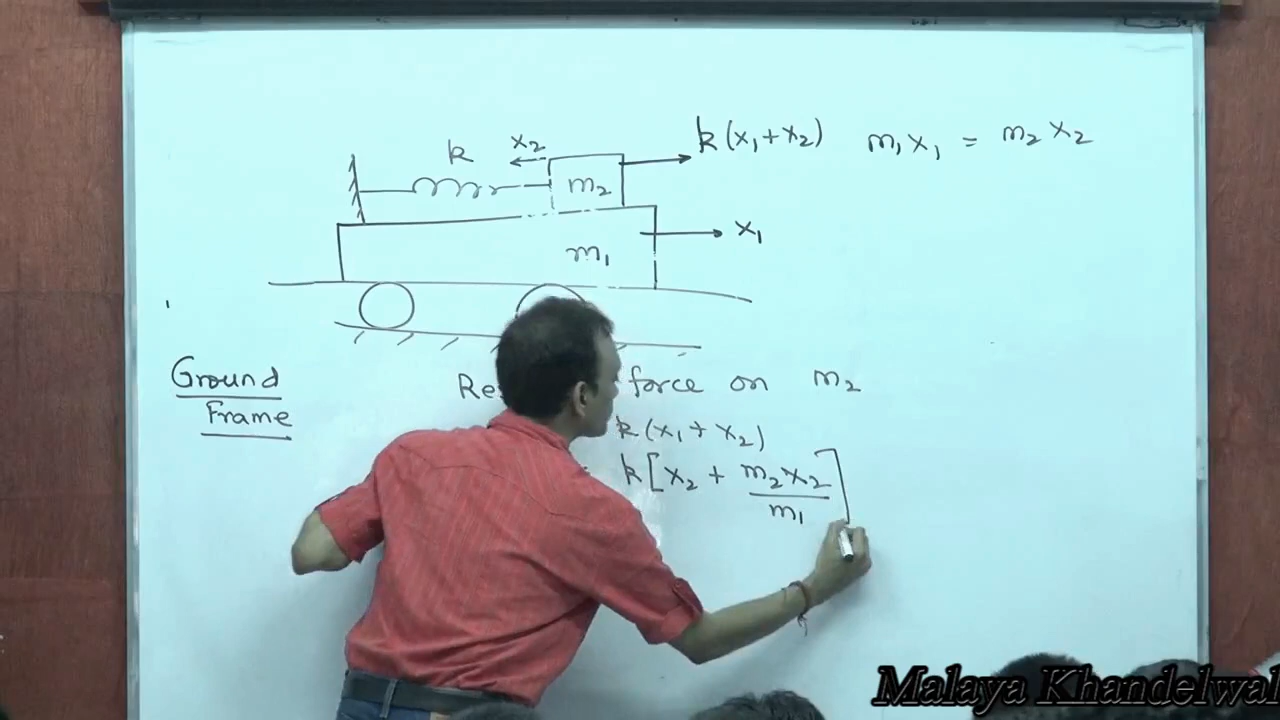 k
x₂
k(x₁+x₂)
m₁x₁ = m₂x₂
m₂
x₁
m₁
Ground
Frame
force on m₂
k(x₁+x₂)
k[x₂ + m₂x₂/m₁]
Malaya Khandelwal